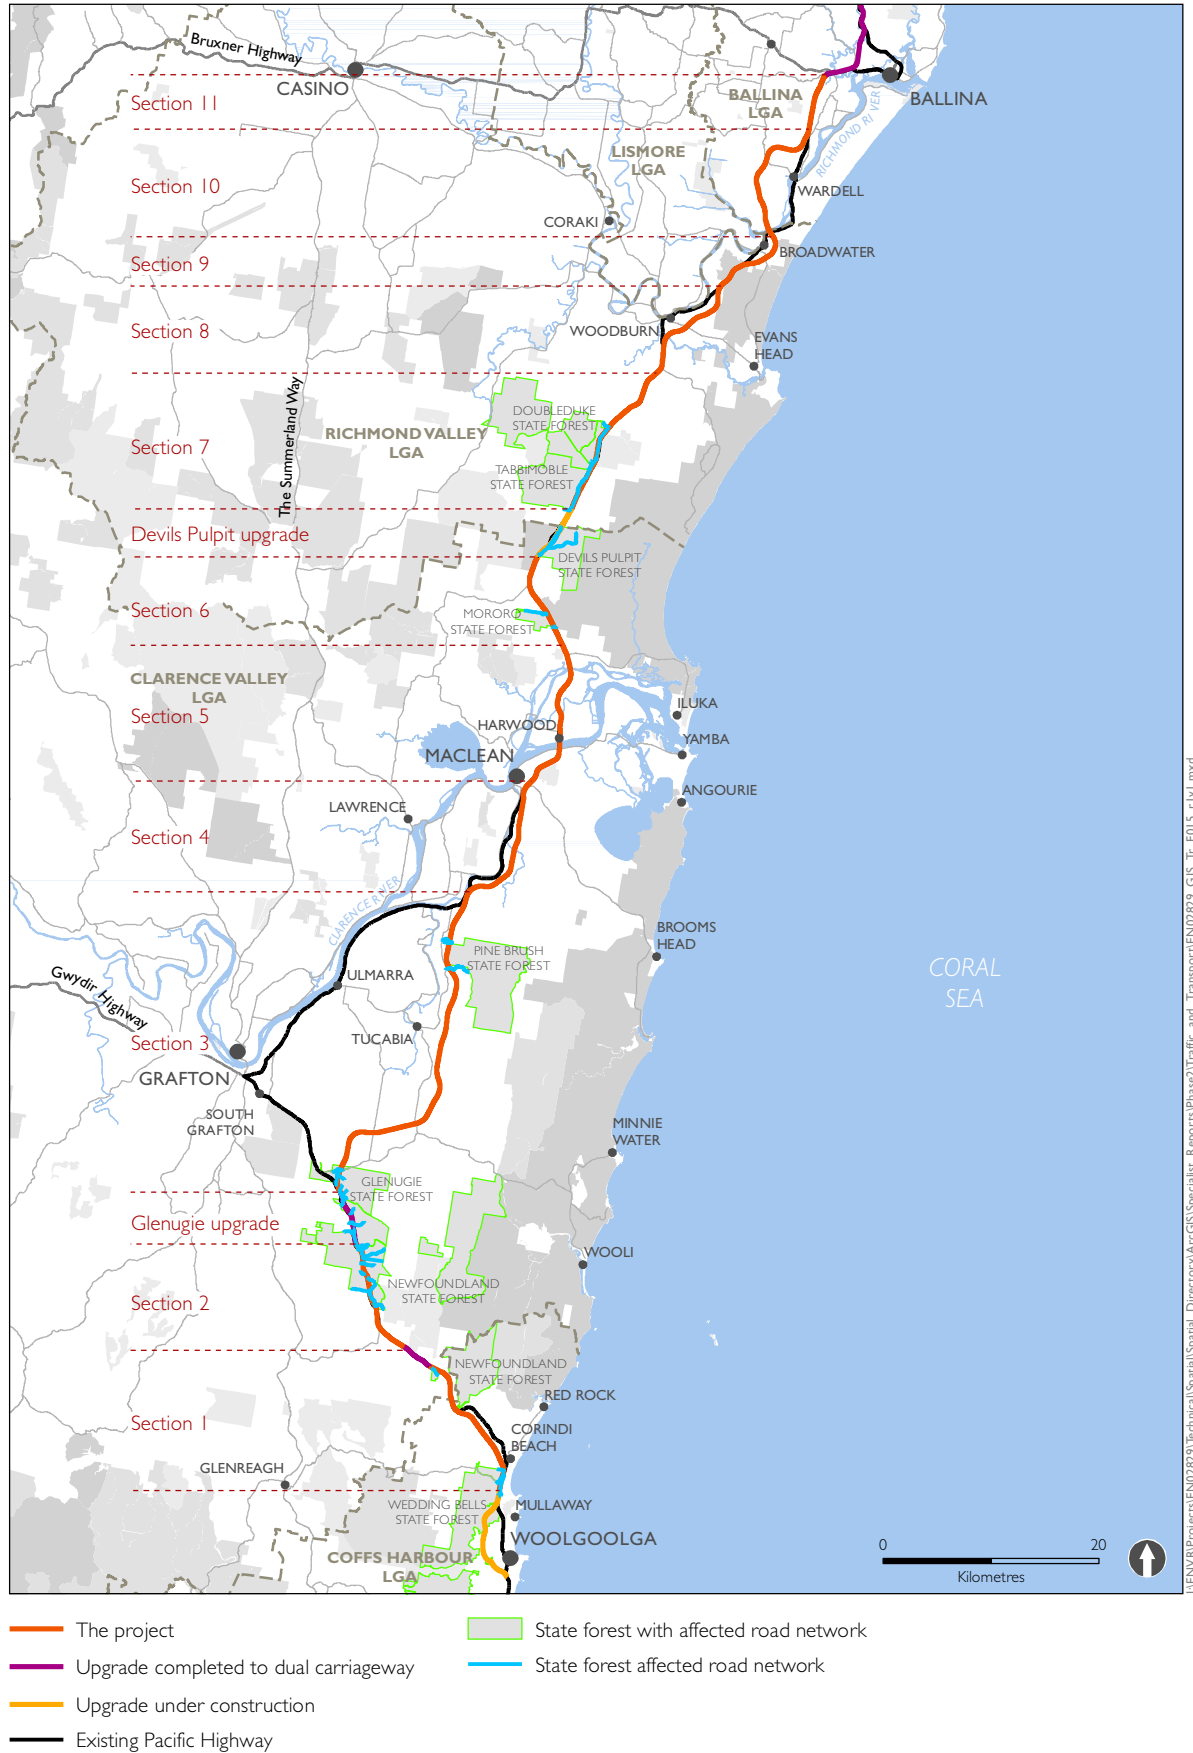 Bruxner Highway
CASINO
Section 11
BALLINA
LGA
BALLINA
RICHMOND RIVER
LISMORE
LGA
Section 10
WARDELL
CORAKI
BROADWATER
Section 9
WOODBURN
Section 8
EVANS
HEAD
The Summerland Way
DOUBLEDUKE
STATE FOREST
RICHMOND VALLEY
LGA
Section 7
TABBIMOBLE
STATE FOREST
Devils Pulpit upgrade
DEVILS PULPIT
STATE FOREST
Section 6
MORORO
STATE FOREST
CLARENCE VALLEY
LGA
Section 5
ILUKA
HARWOOD
YAMBA
MACLEAN
ANGOURIE
LAWRENCE
Section 4
CLARENCE RIVER
BROOMS
HEAD
PINE BRUSH
STATE FOREST
CORAL
SEA
Gwydir Highway
ULMARRA
TUCABIA
Section 3
GRAFTON
SOUTH
GRAFTON
MINNIE
WATER
GLENUGIE
STATE FOREST
Glenugie upgrade
WOOLI
NEWFOUNDLAND
STATE FOREST
Section 2
NEWFOUNDLAND
STATE FOREST
RED ROCK
Section 1
CORINDI
BEACH
GLENREAGH
WEDDING BELLS
STATE FOREST
MULLAWAY
WOOLGOOLGA
COFFS HARBOUR
LGA
0 20
Kilometres
The project
Upgrade completed to dual carriageway
Upgrade under construction
Existing Pacific Highway
State forest with affected road network
State forest affected road network